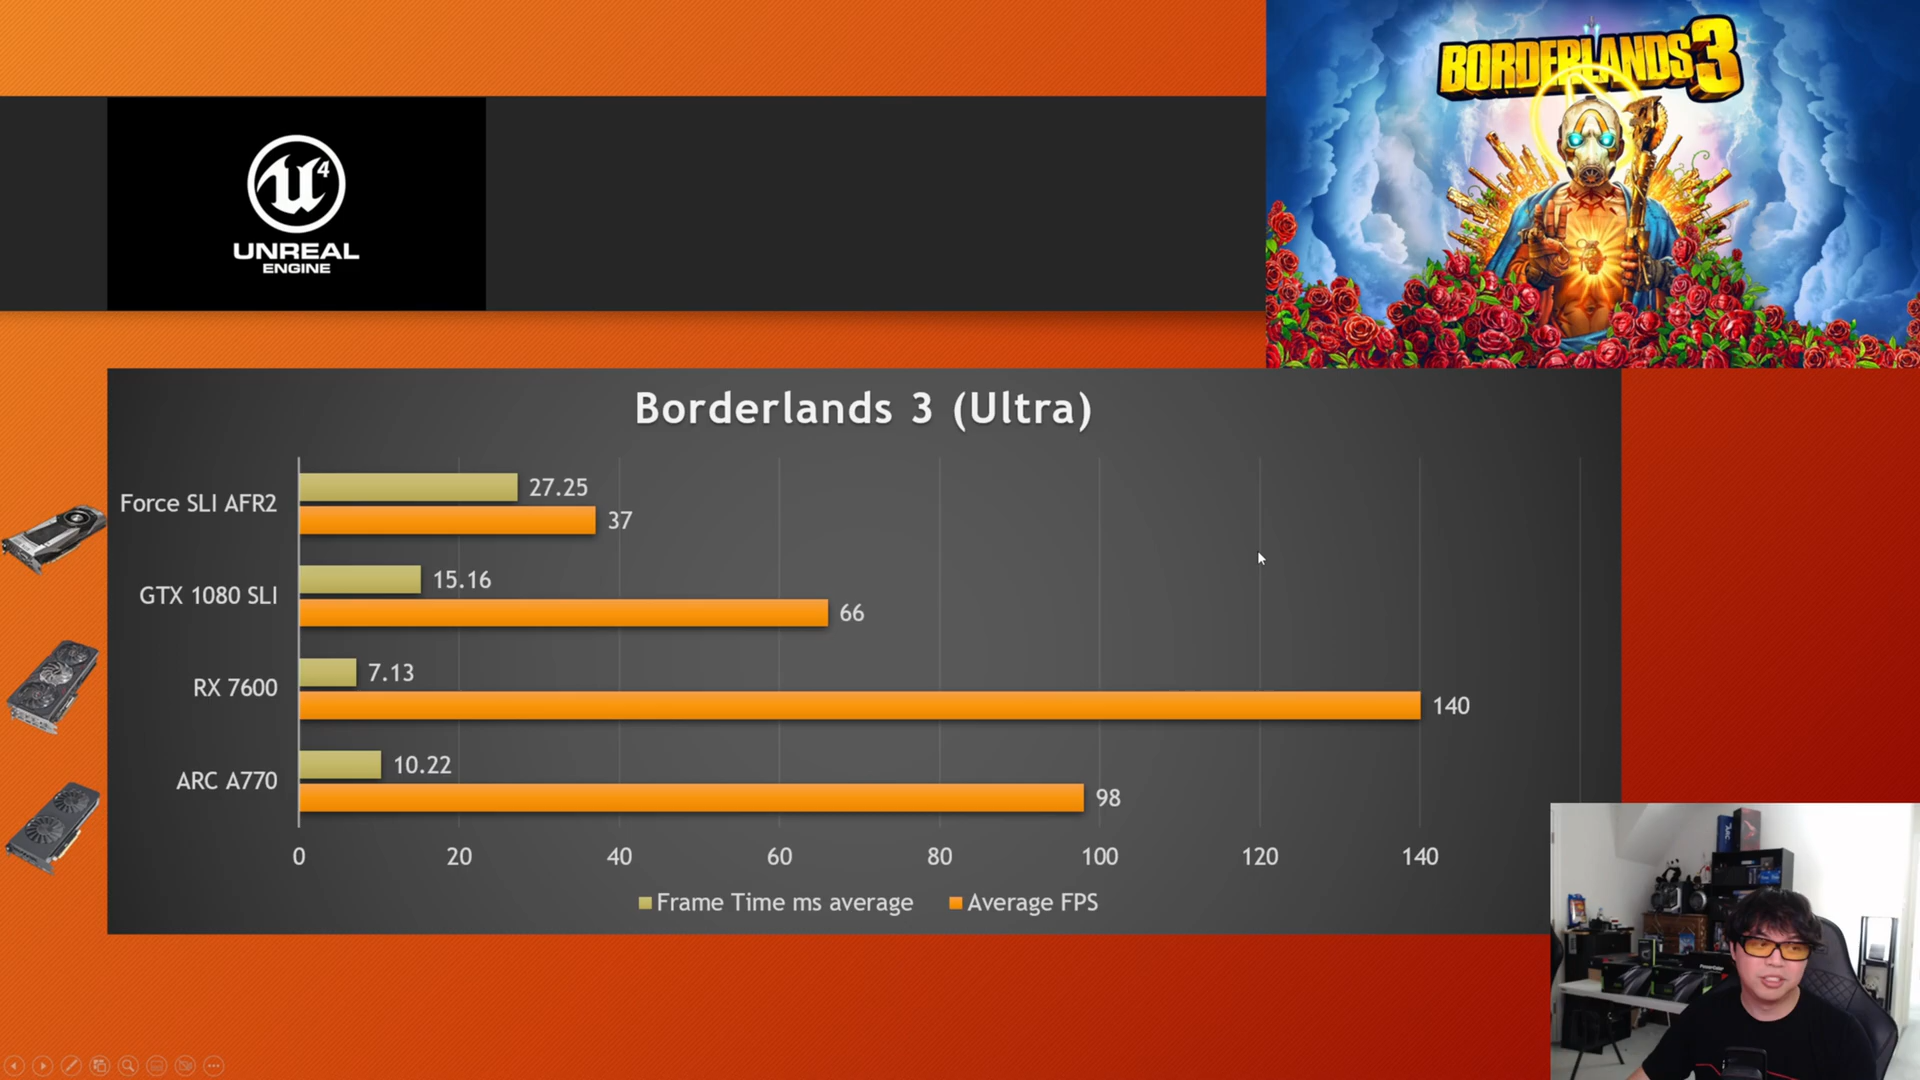 BORDERLANDS 3
4
UNREAL
ENGINE
Borderlands 3 (Ultra)
Force SLI AFR2
27.25
37
GTX 1080 SLI
15.16
66
RX 7600
7.13
140
ARC A770
10.22
98
0 20 40 60 80 100 120 140
Frame Time ms average Average FPS